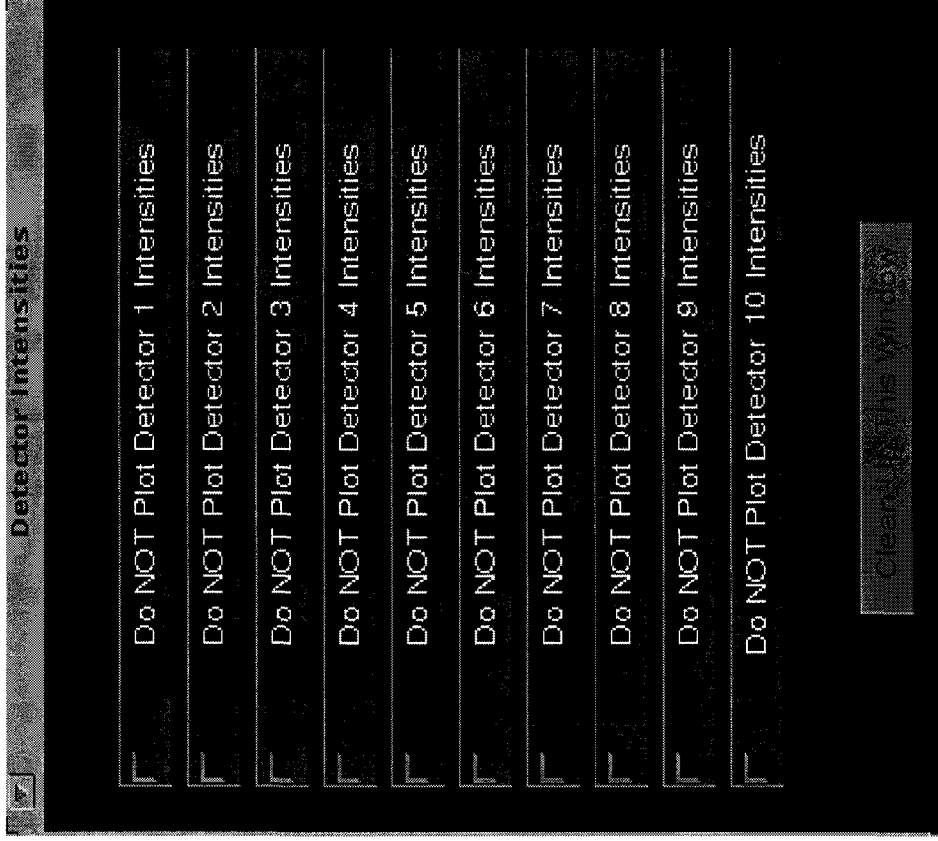 Detector Intensities
Do NOT Plot Detector 1 Intensities
Do NOT Plot Detector 2 Intensities
Do NOT Plot Detector 3 Intensities
Do NOT Plot Detector 4 Intensities
Do NOT Plot Detector 5 Intensities
Do NOT Plot Detector 6 Intensities
Do NOT Plot Detector 7 Intensities
Do NOT Plot Detector 8 Intensities
Do NOT Plot Detector 9 Intensities
Do NOT Plot Detector 10 Intensities
This Window